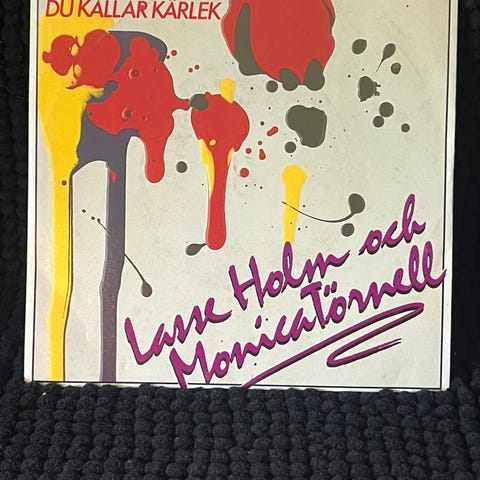 DU KALLAR KÄRLEK
Lasse Holm och
Monica Törnell